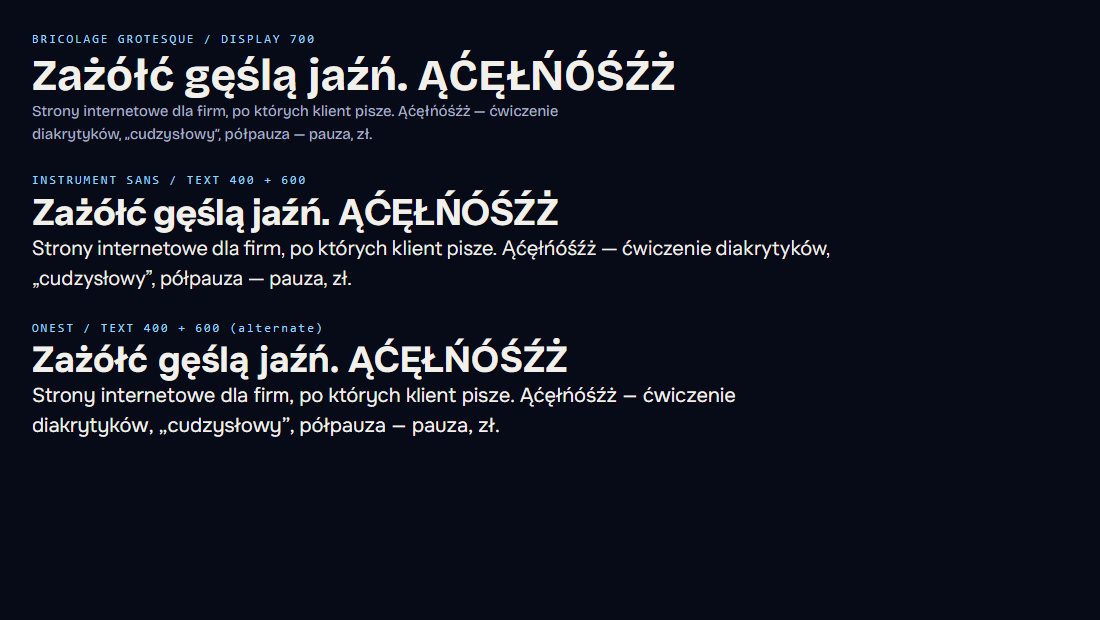 BRICOLAGE GROTESQUE / DISPLAY 700
Zażółć gęślą jaźń. ĄĆĘŁŃÓŚŹŻ
Strony internetowe dla firm, po których klient pisze. Ąćęłńóśźż — ćwiczenie
diakrytyków, „cudzysłowy”, półpauza — pauza, zł.
INSTRUMENT SANS / TEXT 400 + 600
Zażółć gęślą jaźń. ĄĆĘŁŃÓŚŹŻ
Strony internetowe dla firm, po których klient pisze. Ąćęłńóśźż — ćwiczenie diakrytyków,
„cudzysłowy”, półpauza — pauza, zł.
ONEST / TEXT 400 + 600 (alternate)
Zażółć gęślą jaźń. ĄĆĘŁŃÓŚŹŻ
Strony internetowe dla firm, po których klient pisze. Ąćęłńóśźż — ćwiczenie
diakrytyków, „cudzysłowy”, półpauza — pauza, zł.